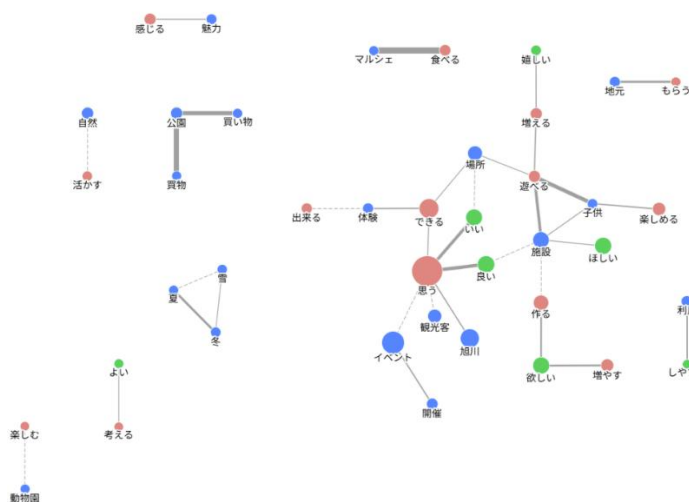 感じる
魅力
マルシェ
食べる
嬉しい
地元
もらう
自然
公園
買い物
増える
場所
活かす
買物
遊べる
出来る
体験
できる
いい
子供
楽しめる
施設
ほしい
雪
思う
良い
夏
作る
利
冬
観光客
イベント
旭川
よい
欲しい
増やす
しや
開催
楽しむ
考える
動物園